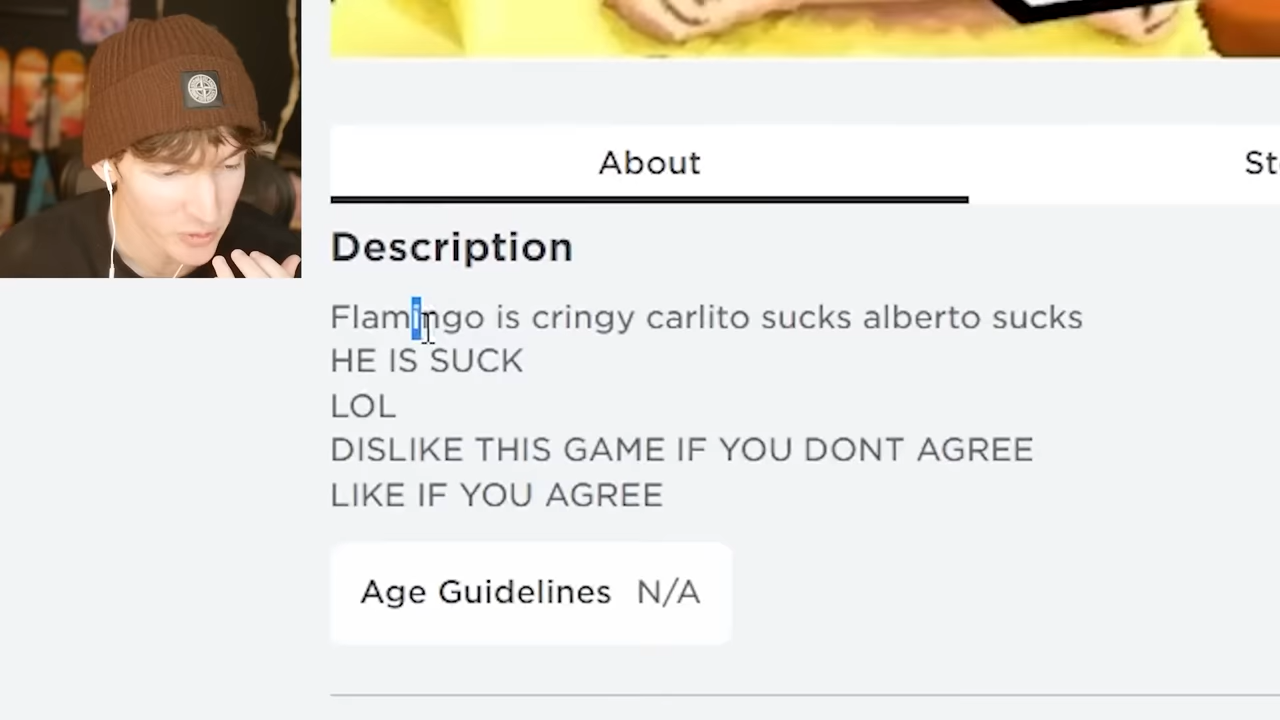 About
St
Description
Flamingo is cringy carlito sucks alberto sucks
HE IS SUCK
LOL
DISLIKE THIS GAME IF YOU DONT AGREE
LIKE IF YOU AGREE
Age Guidelines N/A